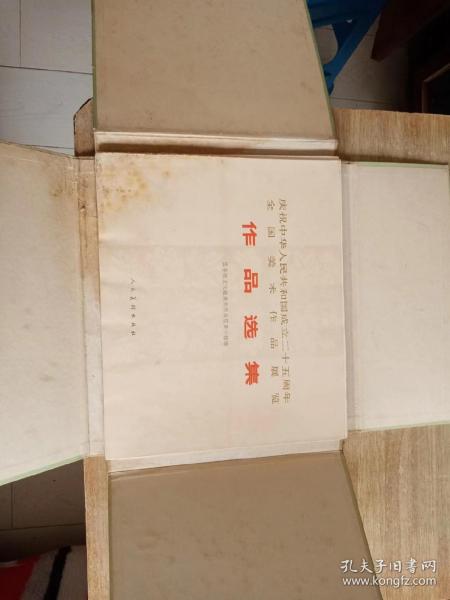 庆祝中华人民共和国成立二十五周年
全国美术作品展览
作品选集
人民美术出版社
孔夫子旧书网
www.kongfz.com